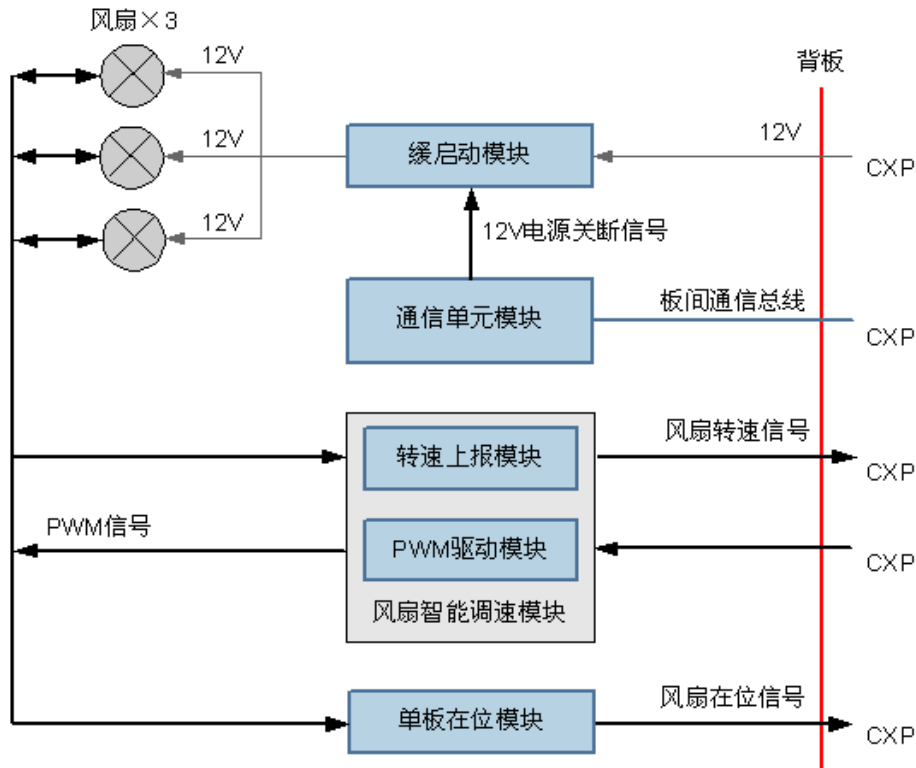 风扇×3
背板
12V
12V
12V
12V
缓启动模块
CXP
12V电源关断信号
通信单元模块
板间通信总线
CXP
转速上报模块
风扇转速信号
CXP
PWM信号
PWM驱动模块
CXP
风扇智能调速模块
单板在位模块
风扇在位信号
CXP